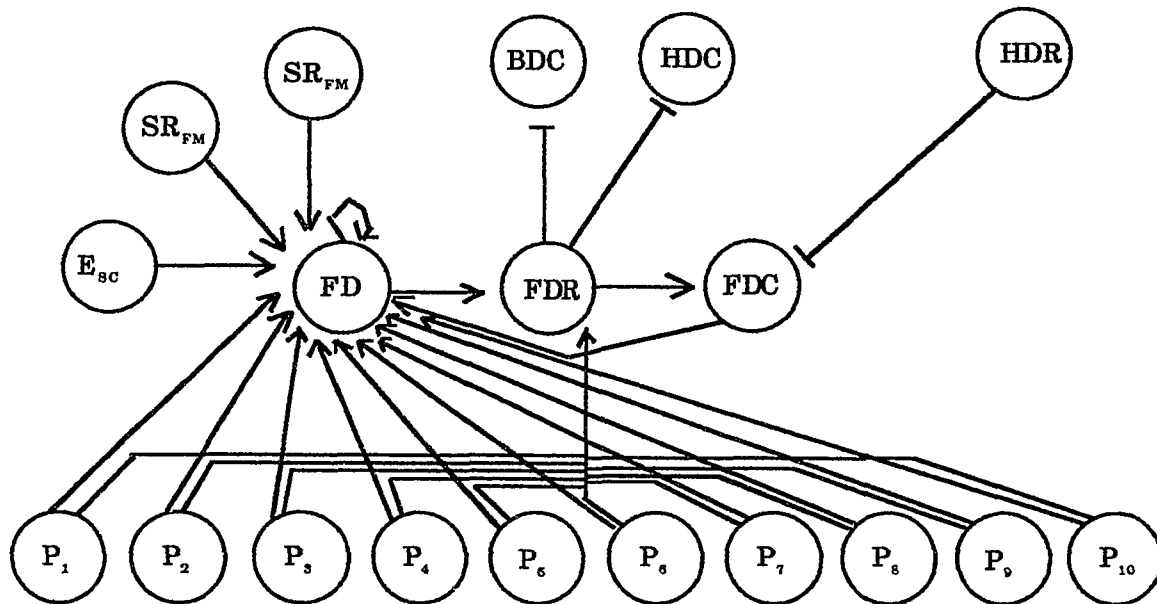 BDC HDC HDR
SR_FM
SR_FM
E_SC
FD FDR FDC
P_1 P_2 P_3 P_4 P_5 P_6 P_7 P_8 P_9 P_10